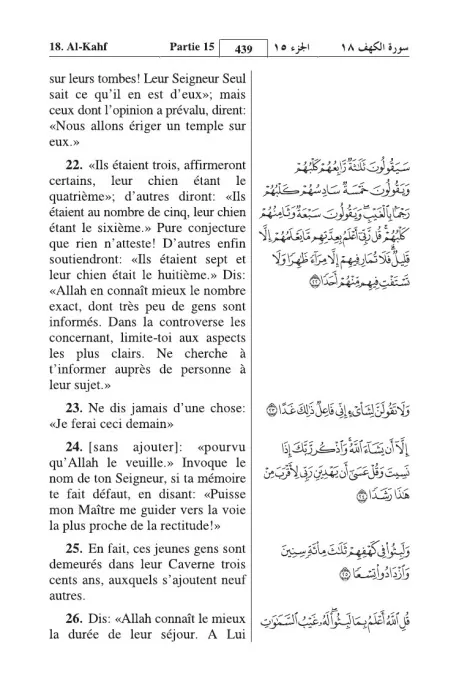 18. Al-Kahf Partie 15 439 الجزء ١٥ سورة الكهف ١٨
sur leurs tombes! Leur Seigneur Seul
sait ce qu'il en est d'eux»; mais
ceux dont l'opinion a prévalu, dirent:
«Nous allons ériger un temple sur
eux.»
22. «Ils étaient trois, affirmeront
certains, leur chien étant le
quatrième»; d'autres diront: «Ils
étaient au nombre de cinq, leur chien
étant le sixième.» Pure conjecture
que rien n'atteste! D'autres enfin
soutiendront: «Ils étaient sept et
leur chien était le huitième.» Dis:
«Allah en connaît mieux le nombre
exact, dont très peu de gens sont
informés. Dans la controverse les
concernant, limite-toi aux aspects
les plus clairs. Ne cherche à
t'informer auprès de personne à
leur sujet.»
23. Ne dis jamais d'une chose:
«Je ferai ceci demain»
24. [sans ajouter]: «pourvu
qu'Allah le veuille.» Invoque le
nom de ton Seigneur, si ta mémoire
te fait défaut, en disant: «Puisse
mon Maître me guider vers la voie
la plus proche de la rectitude!»
25. En fait, ces jeunes gens sont
demeurés dans leur Caverne trois
cents ans, auxquels s'ajoutent neuf
autres.
26. Dis: «Allah connaît le mieux
la durée de leur séjour. A Lui
سَيَقُولُونَ ثَلَٰثَةٌ رَّابِعُهُمْ كَلْبُهُمْ
وَيَقُولُونَ خَمْسَةٌ سَادِسُهُمْ كَلْبُهُمْ
رَجْمًۢا بِٱلْغَيْبِ ۖ وَيَقُولُونَ سَبْعَةٌ وَثَامِنُهُمْ
كَلْبُهُمْ ۚ قُل رَّبِّىٓ أَعْلَمُ بِعِدَّتِهِم مَّا يَعْلَمُهُمْ إِلَّا
قَلِيلٌ ۗ فَلَا تُمَارِ فِيهِمْ إِلَّا مِرَآءً ظَٰهِرًا وَلَا
تَسْتَفْتِ فِيهِم مِّنْهُمْ أَحَدًا ٢٢
وَلَا تَقُولَنَّ لِشَا۟ىْءٍ إِنِّى فَاعِلٌ ذَٰلِكَ غَدًا ٢٣
إِلَّآ أَن يَشَآءَ ٱللَّهُ ۚ وَٱذْكُر رَّبَّكَ إِذَا
نَسِيتَ وَقُلْ عَسَىٰٓ أَن يَهْدِيَنِ رَبِّى لِأَقْرَبَ مِنْ
هَٰذَا رَشَدًا ٢٤
وَلَبِثُوا۟ فِى كَهْفِهِمْ ثَلَٰثَ مِا۟ئَةٍ سِنِينَ
وَٱزْدَادُوا۟ تِسْعًا ٢٥
قُلِ ٱللَّهُ أَعْلَمُ بِمَا لَبِثُوا۟ ۖ لَهُۥ غَيْبُ ٱلسَّمَٰوَٰتِ